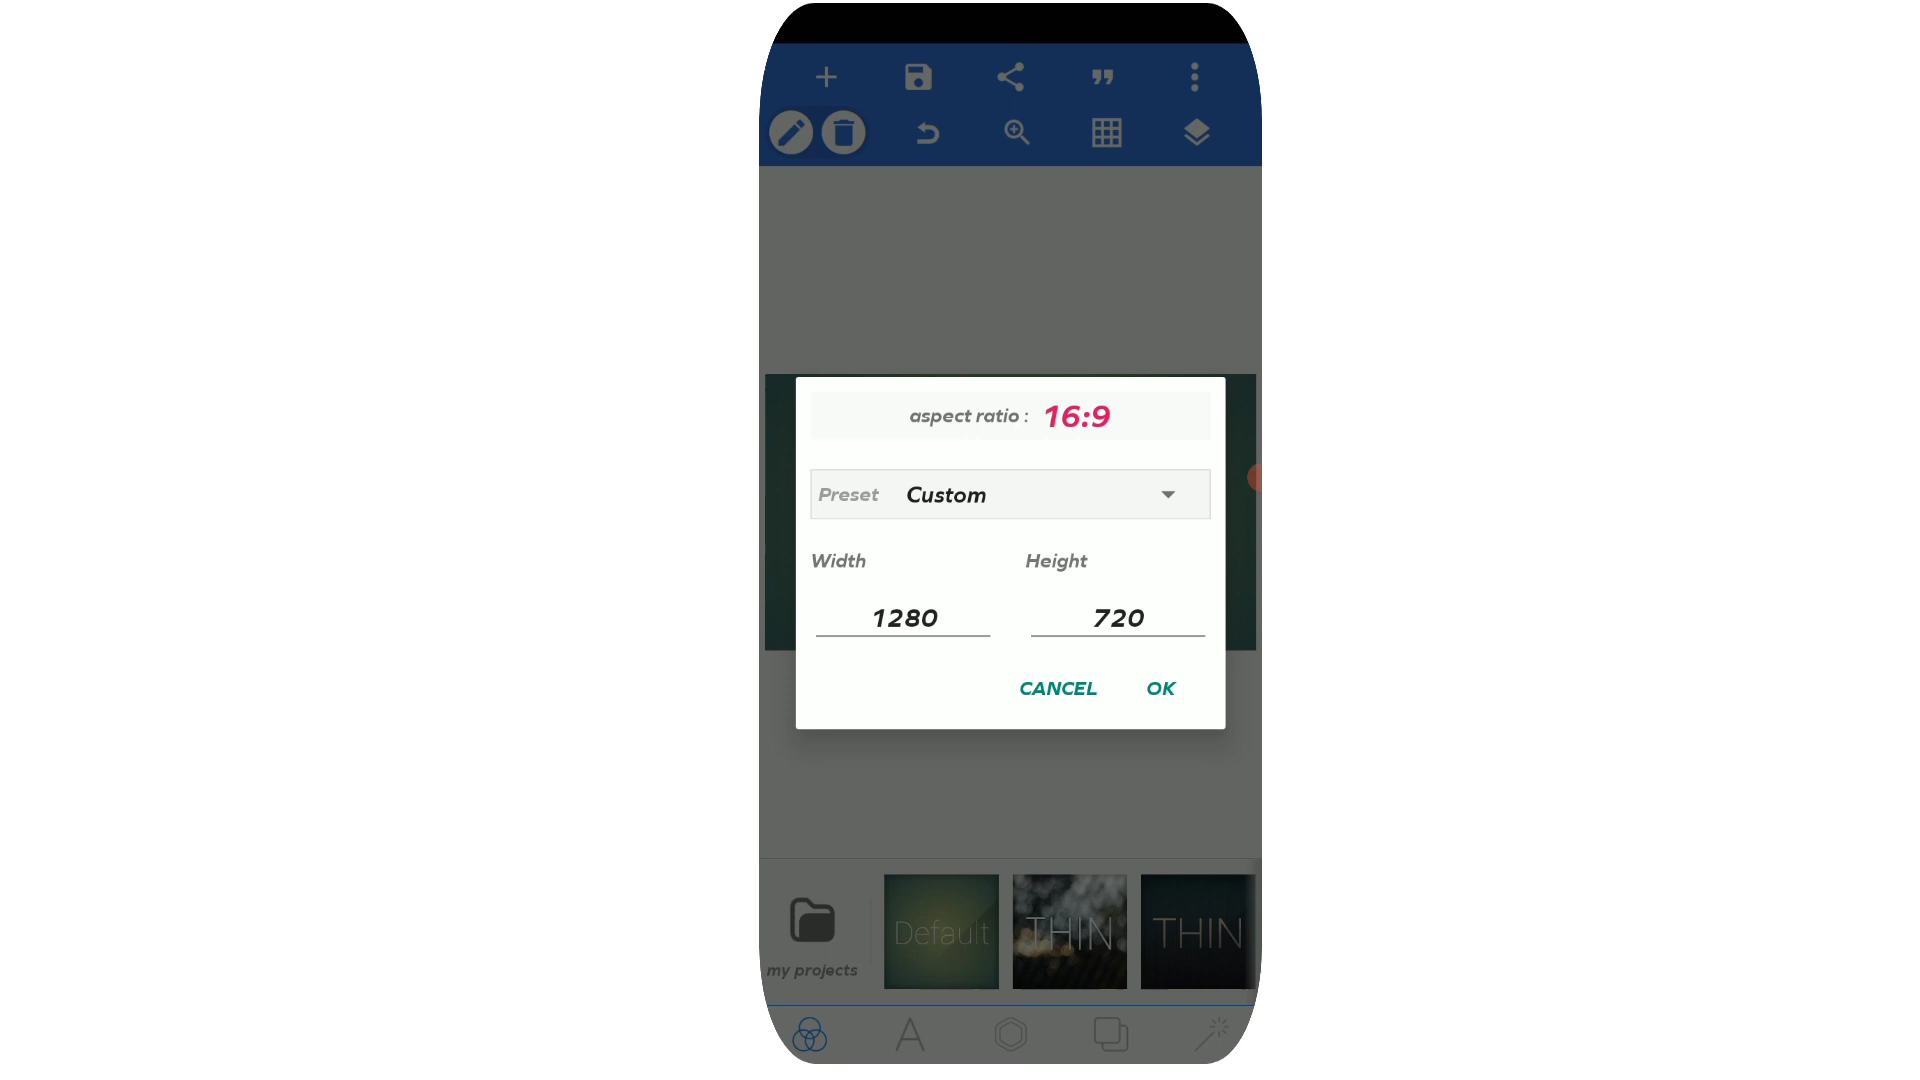 aspect ratio : 16:9
Preset Custom
Width Height
1280 720
CANCEL OK
Default THIN THIN
my projects